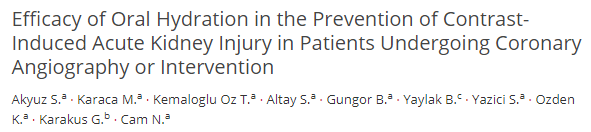 Efficacy of Oral Hydration in the Prevention of Contrast-
Induced Acute Kidney Injury in Patients Undergoing Coronary
Angiography or Intervention
Akyuz S.ᵃ · Karaca M.ᵃ · Kemaloglu Oz T.ᵃ · Altay S.ᵃ · Gungor B.ᵃ · Yaylak B.ᶜ · Yazici S.ᵃ · Ozden
K.ᵃ · Karakus G.ᵇ · Cam N.ᵃ